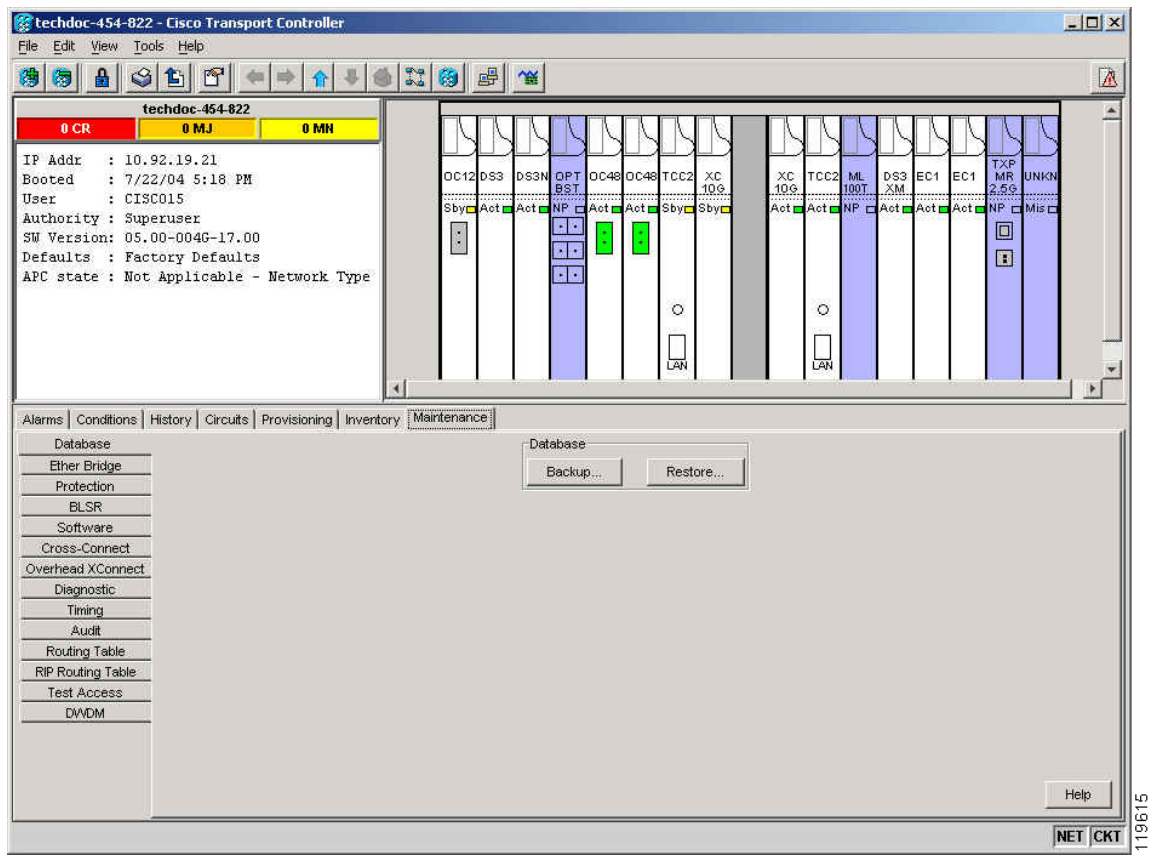 techdoc-454-822 - Cisco Transport Controller
File Edit View Tools Help
techdoc-454-822
0 CR 0 MJ 0 MN
IP Addr : 10.92.19.21
Booted : 7/22/04 5:18 PM
User : CISCO15
Authority : Superuser
SW Version: 05.00-004G-17.00
Defaults : Factory Defaults
APC state : Not Applicable - Network Type
OC12 DS3 DS3N OPT BST OC48 OC48 TCC2 XC 10G XC 10G TCC2 ML 100T DS3 XM EC1 EC1 TXP MR 2.5G UNKN
Sby Act Act NP Act Act Sby Sby Act Act NP Act Act Act NP Mis
LAN LAN
Alarms Conditions History Circuits Provisioning Inventory Maintenance
Database
Ether Bridge
Protection
BLSR
Software
Cross-Connect
Overhead XConnect
Diagnostic
Timing
Audit
Routing Table
RIP Routing Table
Test Access
DWDM
Database
Backup... Restore...
Help
NET CKT
119615